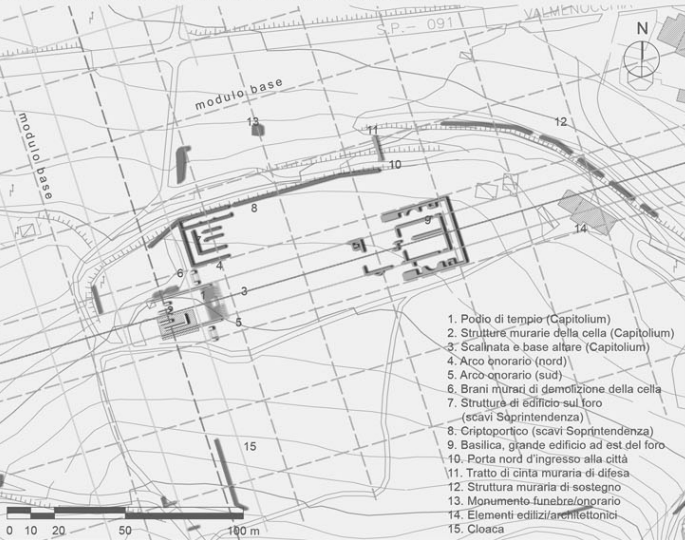 S.P.- 091
VALMENOCCHIA
N
modulo base
modulo base
13
12
11
10
8
9
14
4
6
1
3
2
5
15
1. Podio di tempio (Capitolium)
2. Strutture murarie della cella (Capitolium)
3. Scalinata e base altare (Capitolium)
4. Arco onorario (nord)
5. Arco onorario (sud)
6. Brani murari di demolizione della cella
7. Strutture di edificio sul foro
(scavi Soprintendenza)
8. Criptoportico (scavi Soprintendenza)
9. Basilica, grande edificio ad est del foro
10. Porta nord d'ingresso alla città
11. Tratto di cinta muraria di difesa
12. Struttura muraria di sostegno
13. Monumento funebre/onorario
14. Elementi edilizi/architettonici
15. Cloaca
0 10 20 50 100 m